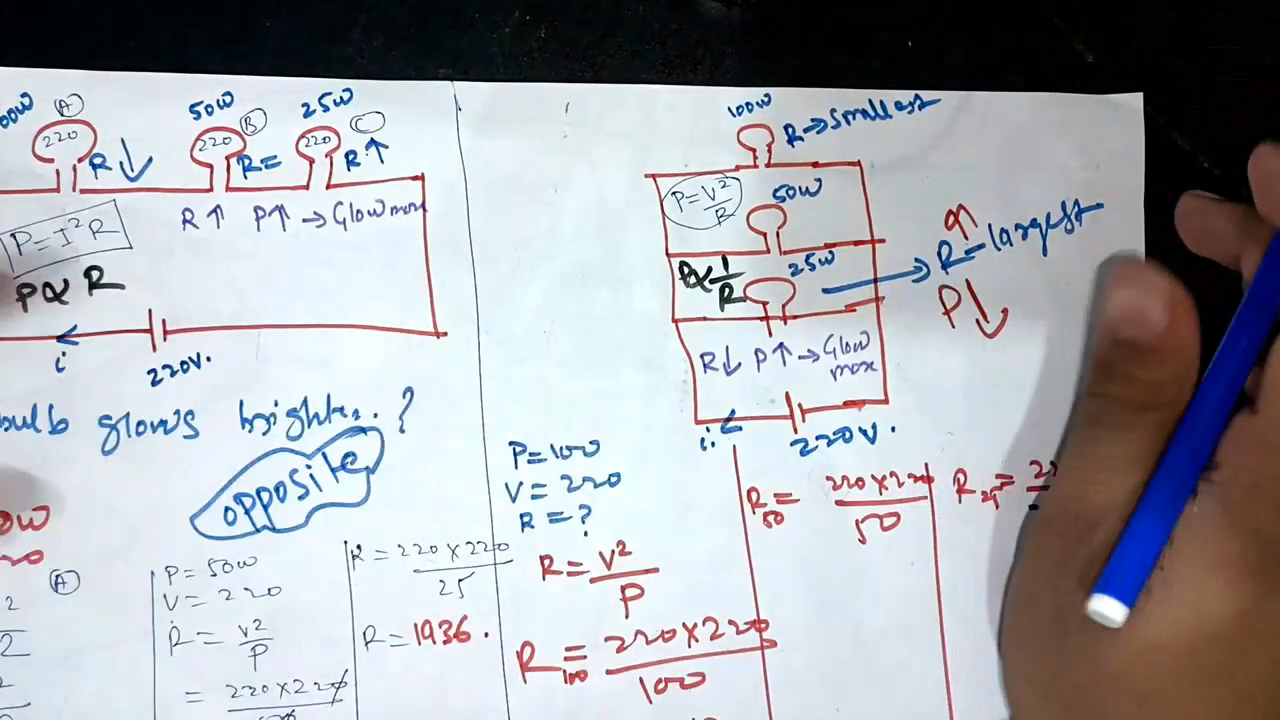 00W A 50W B 25W C
220 R↓ 220 R= 220 R↑
P=I²R R↑ P↑ → Glow max
P∝R
i 220V.
bulb glows brighter.?
opposite
0W
A
P=50W
V=220
R=V²/P
=220×220
R=220×220/25
R=1936.
100W R→smallest
P=V²/R 50W
P∝1/R 25W R=largest
P↓
R↓ P↑ → Glow max
i 220V.
P=100
V=220
R=?
R=V²/P
R100=220×220/100
R50=220×220/50
R25=